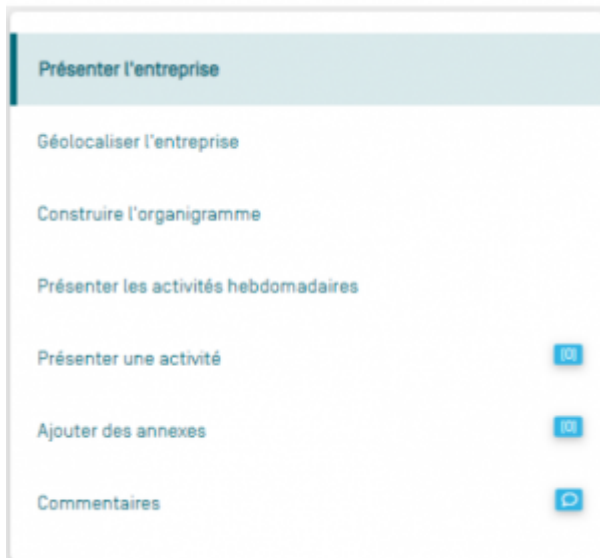 Présenter l'entreprise
Géolocaliser l'entreprise
Construire l'organigramme
Présenter les activités hebdomadaires
Présenter une activité [0]
Ajouter des annexes [0]
Commentaires